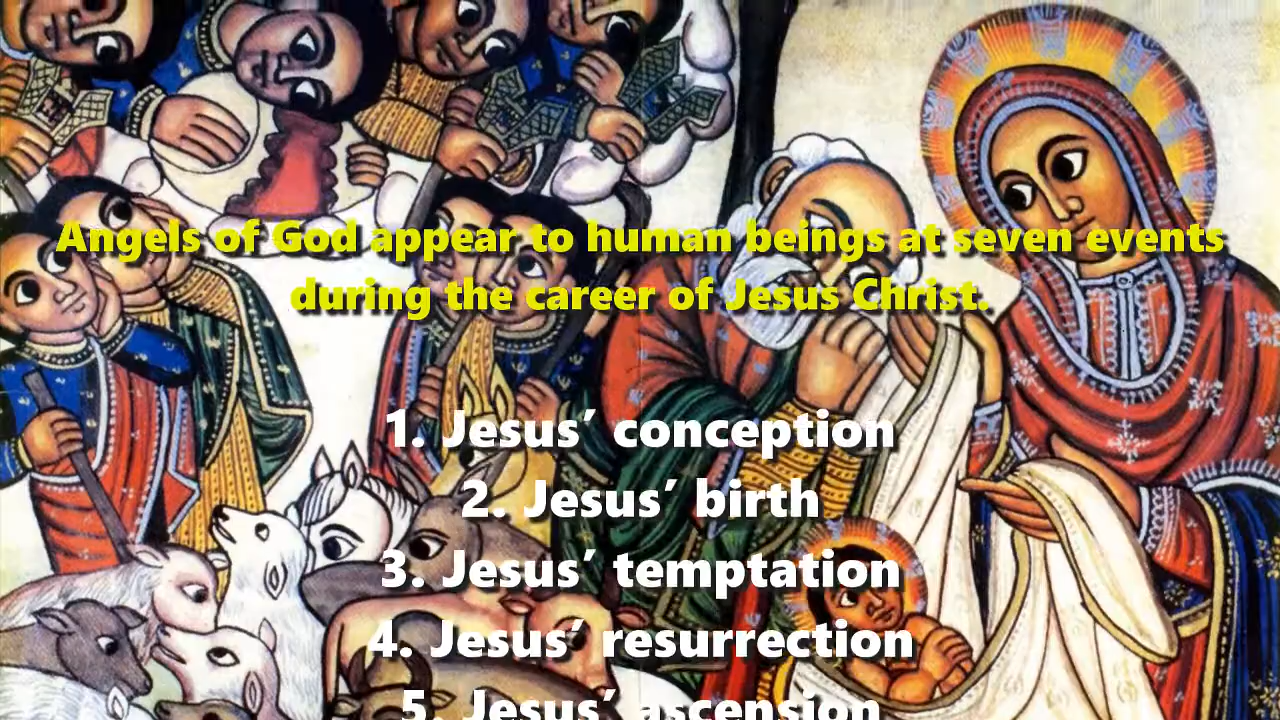 Angels of God appear to human beings at seven events
during the career of Jesus Christ.
1. Jesus’ conception
2. Jesus’ birth
3. Jesus’ temptation
4. Jesus’ resurrection
5. Jesus’ ascension